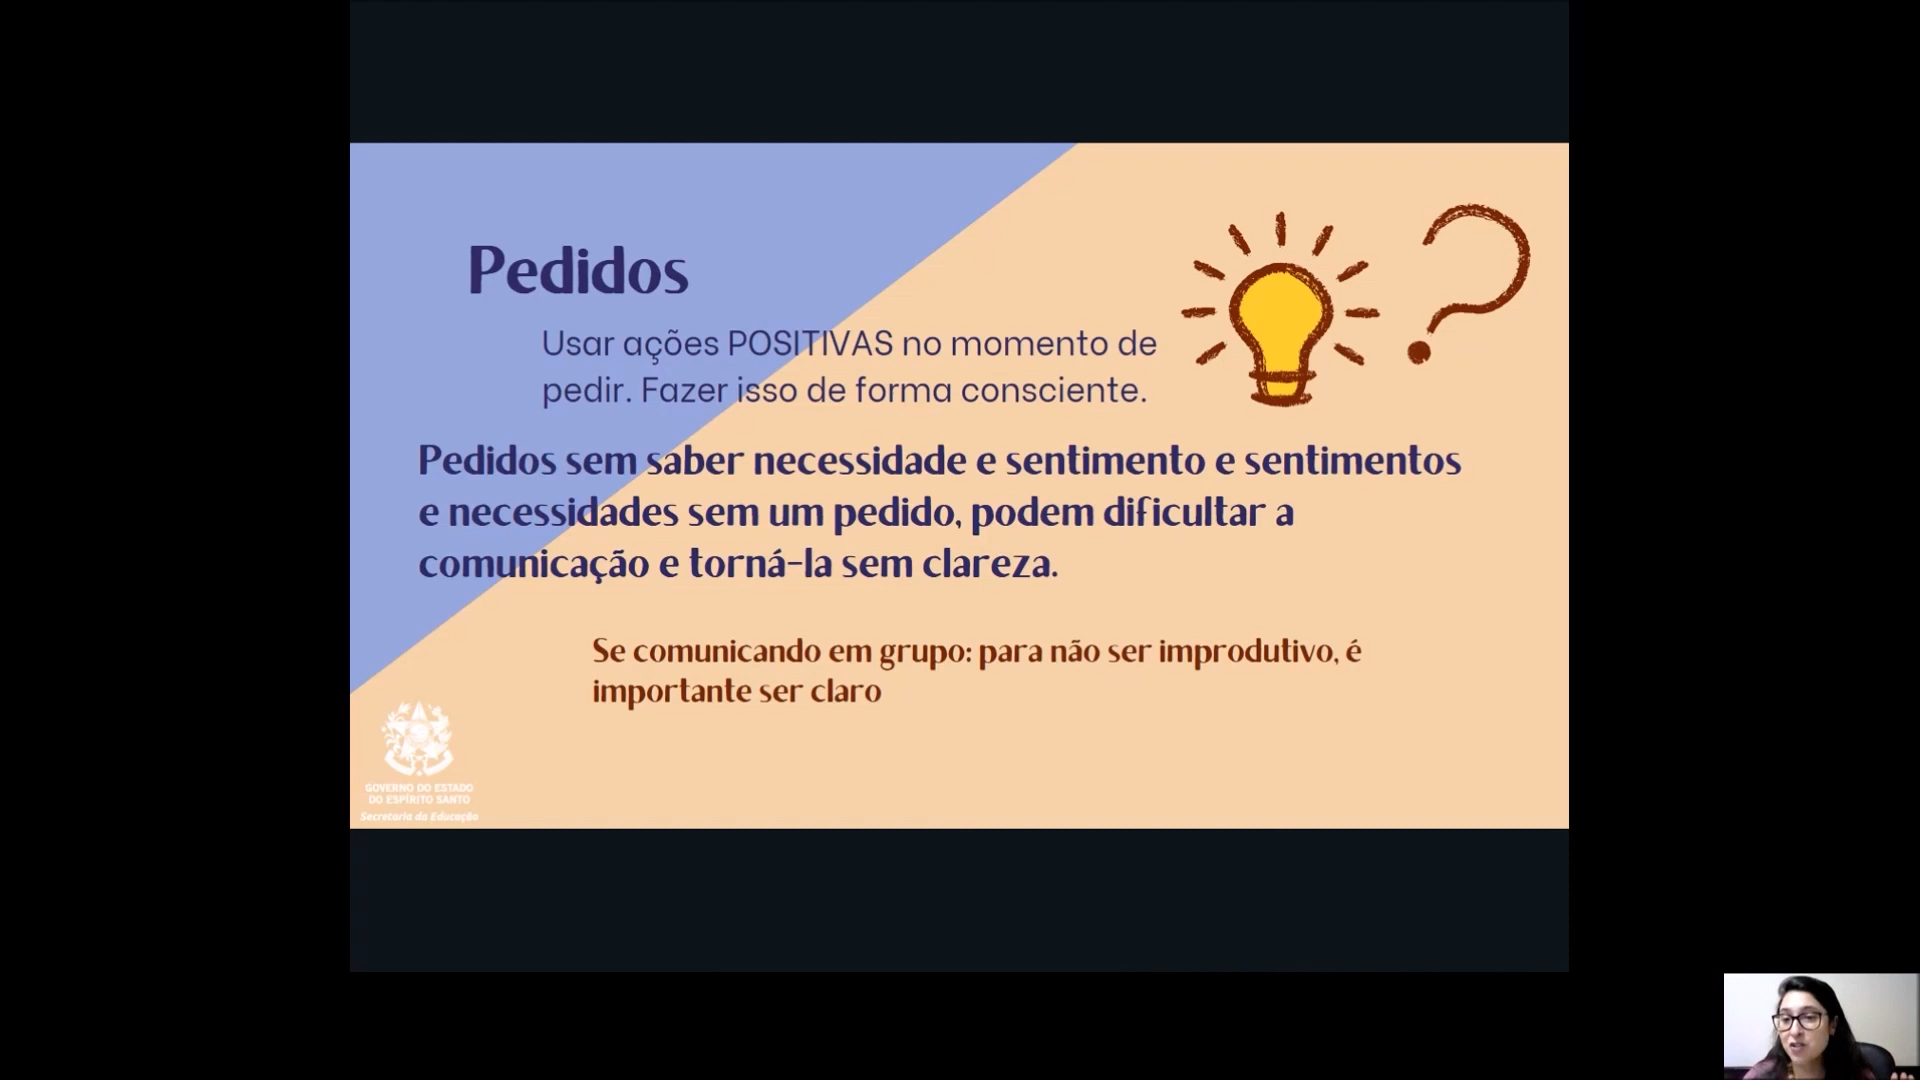 Pedidos
Usar ações POSITIVAS no momento de
pedir. Fazer isso de forma consciente.
Pedidos sem saber necessidade e sentimento e sentimentos
e necessidades sem um pedido, podem dificultar a
comunicação e torná-la sem clareza.
Se comunicando em grupo: para não ser improdutivo, é
importante ser claro
GOVERNO DO ESTADO
DO ESPÍRITO SANTO
Secretaria da Educação